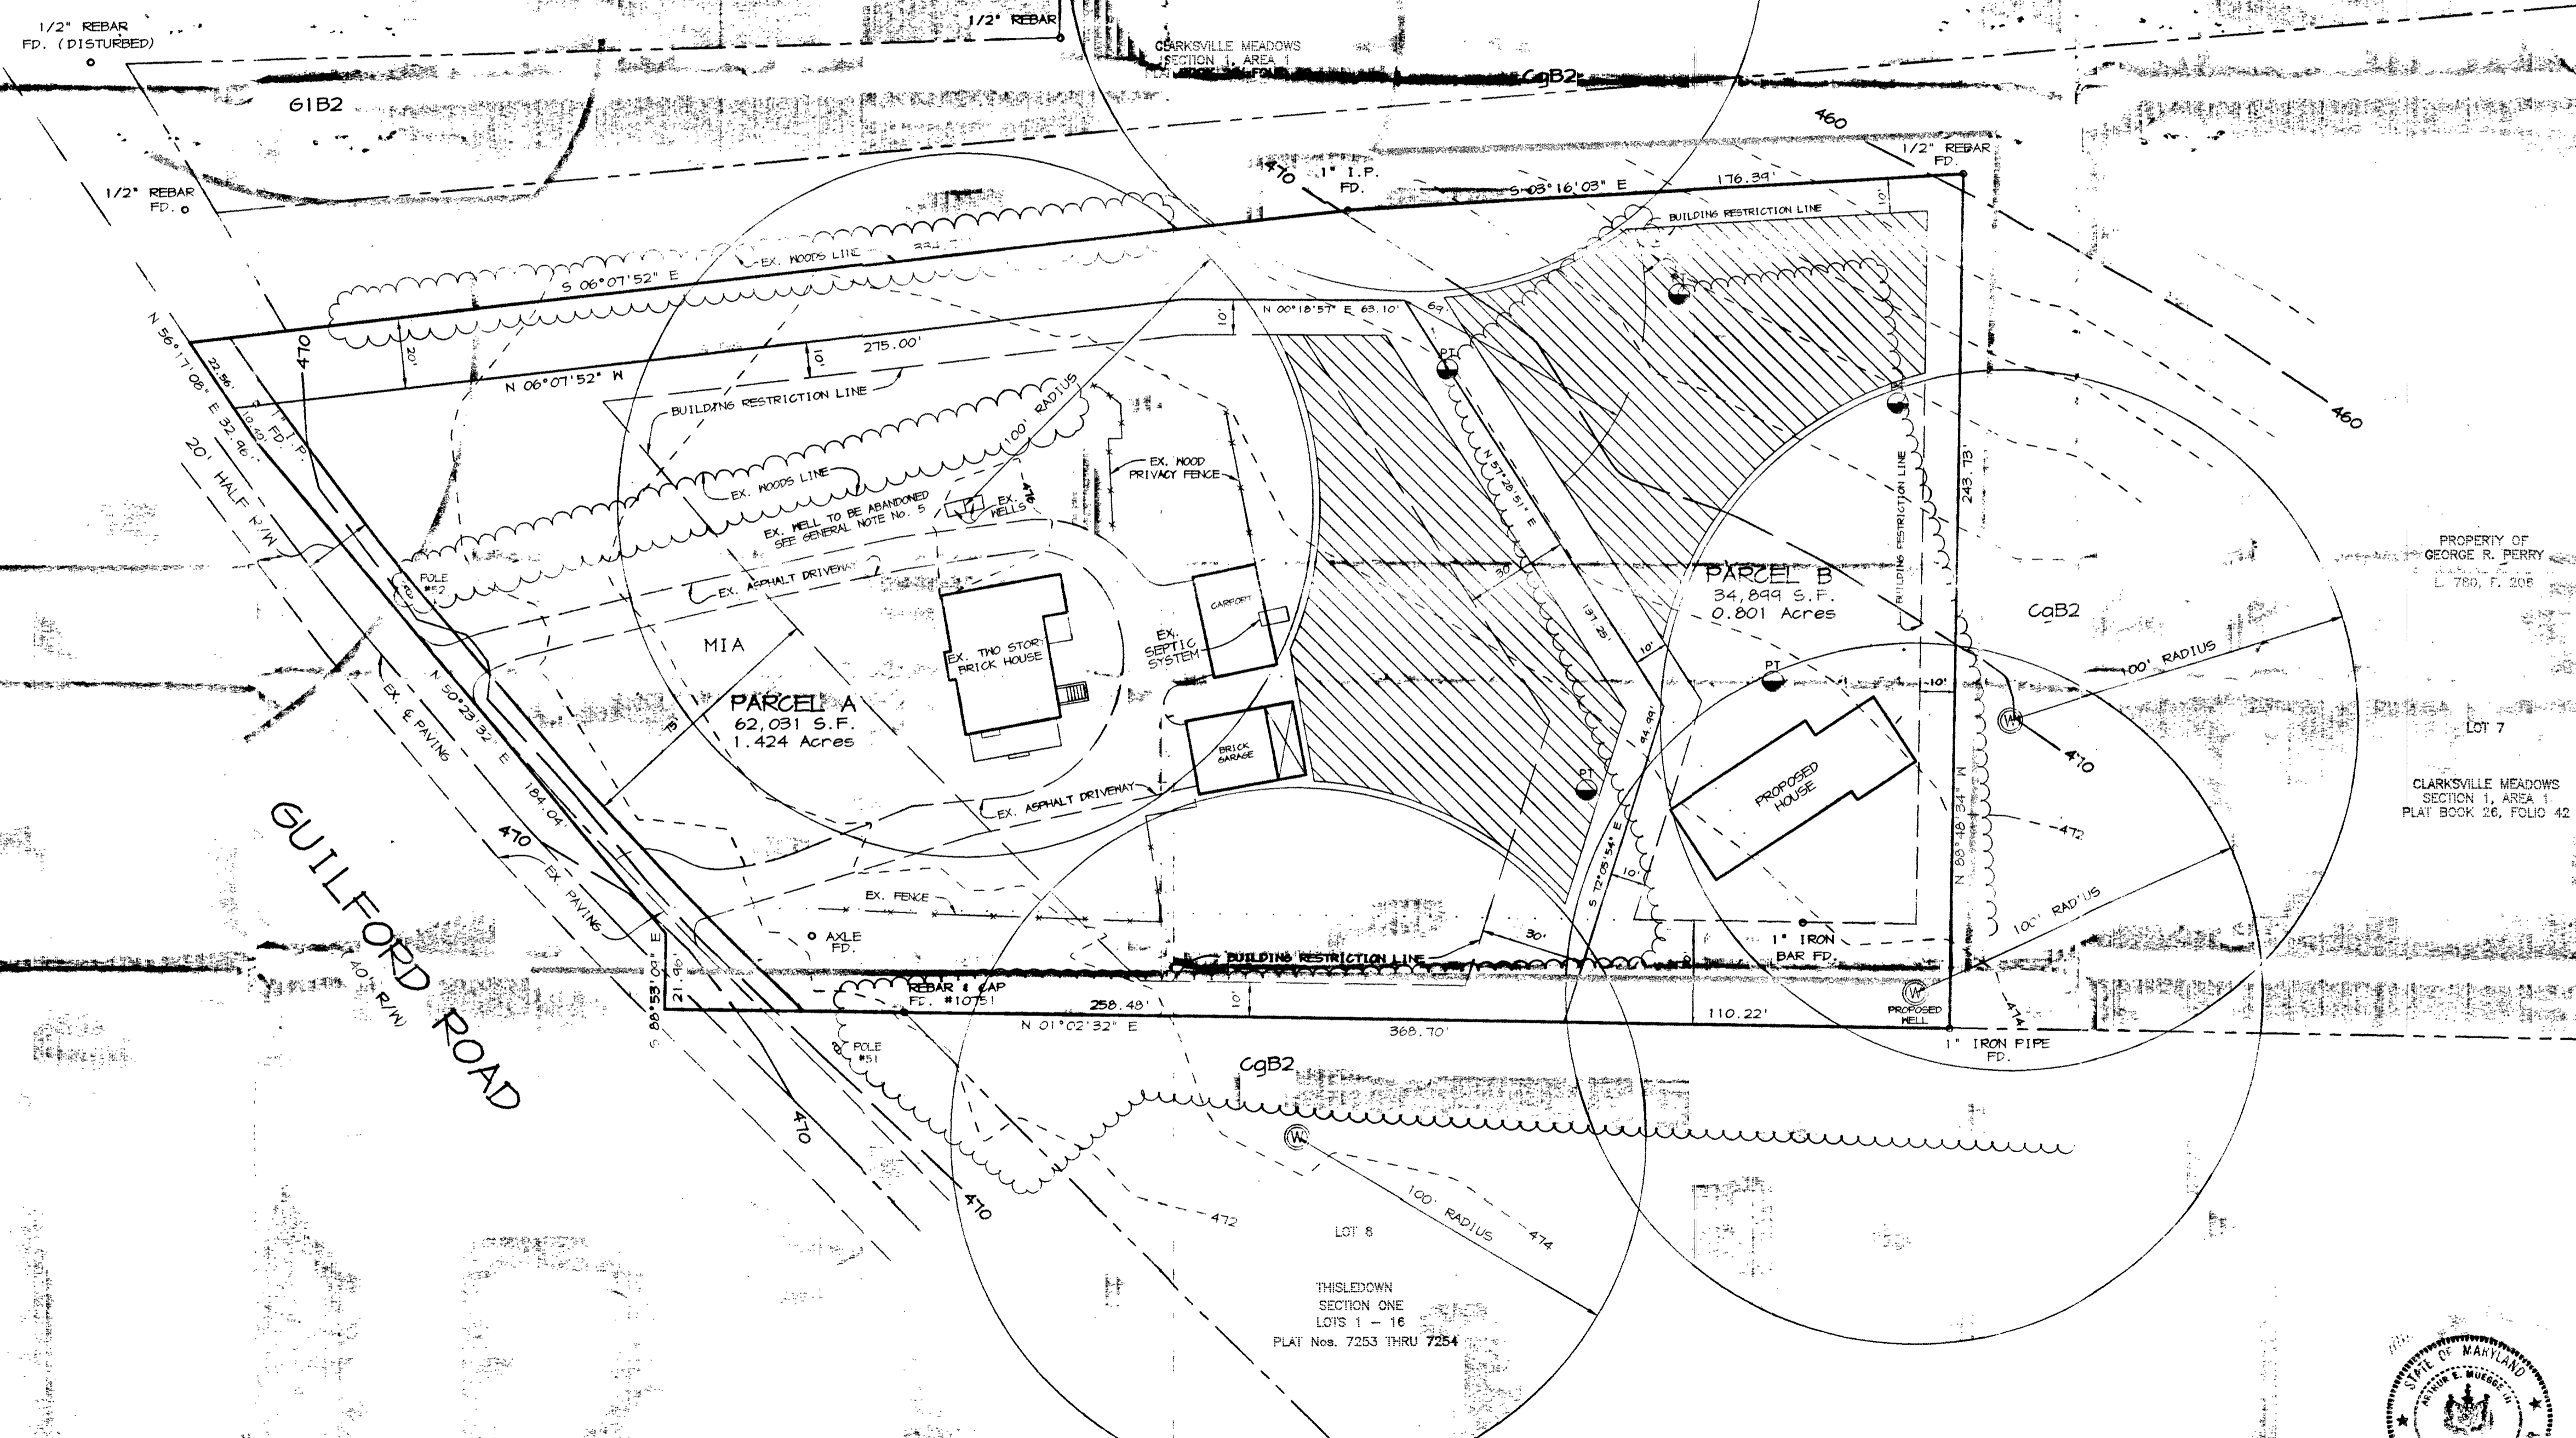 1/2" REBAR
FD. (DISTURBED)
1/2" REBAR
CLARKSVILLE MEADOWS
SECTION 1, AREA 1
CgB2
GIB2
460
1/2" REBAR
FD.
1/2" REBAR
FD.
470
1" I.P.
FD.
S 03°16'03" E
176.39'
10'
BUILDING RESTRICTION LINE
EX. WOODS LINE
S 06°07'52" E
N 56°17'08" E 32.96'
22.56'
10.40'
1" I.P.
FD.
470
20'
N 06°07'52" W
10'
275.00'
10'
N 00°18'57" E 63.10'
BUILDING RESTRICTION LINE
100' RADIUS
PT
460
20' HALF R/W
EX. WOODS LINE
EX. WELL TO BE ABANDONED
SEE GENERAL NOTE No. 5
EX.
WELLS
EX. WOOD
PRIVACY FENCE
N 57°28'51" E
137.25'
30'
10'
BUILDING RESTRICTION LINE
243.73'
PROPERTY OF
GEORGE R. PERRY
L. 780, F. 206
POLE
#52
EX. ASPHALT DRIVEWAY
CARPORT
PARCEL B
34,899 S.F.
0.801 Acres
CgB2
MIA
EX. TWO STORY
BRICK HOUSE
EX.
SEPTIC
SYSTEM
PT
10'
100' RADIUS
W
LOT 7
EX. ℄ PAVING
N 50°23'32" E
184.04'
PARCEL A
62,031 S.F.
1.424 Acres
75'
BRICK
GARAGE
94.99'
PROPOSED
HOUSE
PT
470
CLARKSVILLE MEADOWS
SECTION 1, AREA 1
PLAT BOOK 26, FOLIO 42
EX. ASPHALT DRIVEWAY
N 88°48'34" W
472
S 72°05'54" E
10'
GUILFORD ROAD
(40' R/W)
470
EX. PAVING
EX. FENCE
AXLE
FD.
100' RADIUS
30'
1" IRON
BAR FD.
BUILDING RESTRICTION LINE
S 88°53'09" E
21.96'
REBAR & CAP
FD. #10751
258.48'
10'
N 01°02'32" E
368.70'
110.22'
W
PROPOSED
WELL
474
1" IRON PIPE
FD.
POLE
#51
CgB2
470
W
470
472
100' RADIUS
474
LOT 8
THISLEDOWN
SECTION ONE
LOTS 1 - 16
PLAT Nos. 7253 THRU 7254
STATE OF MARYLAND
ARTHUR E. MUEGGE III